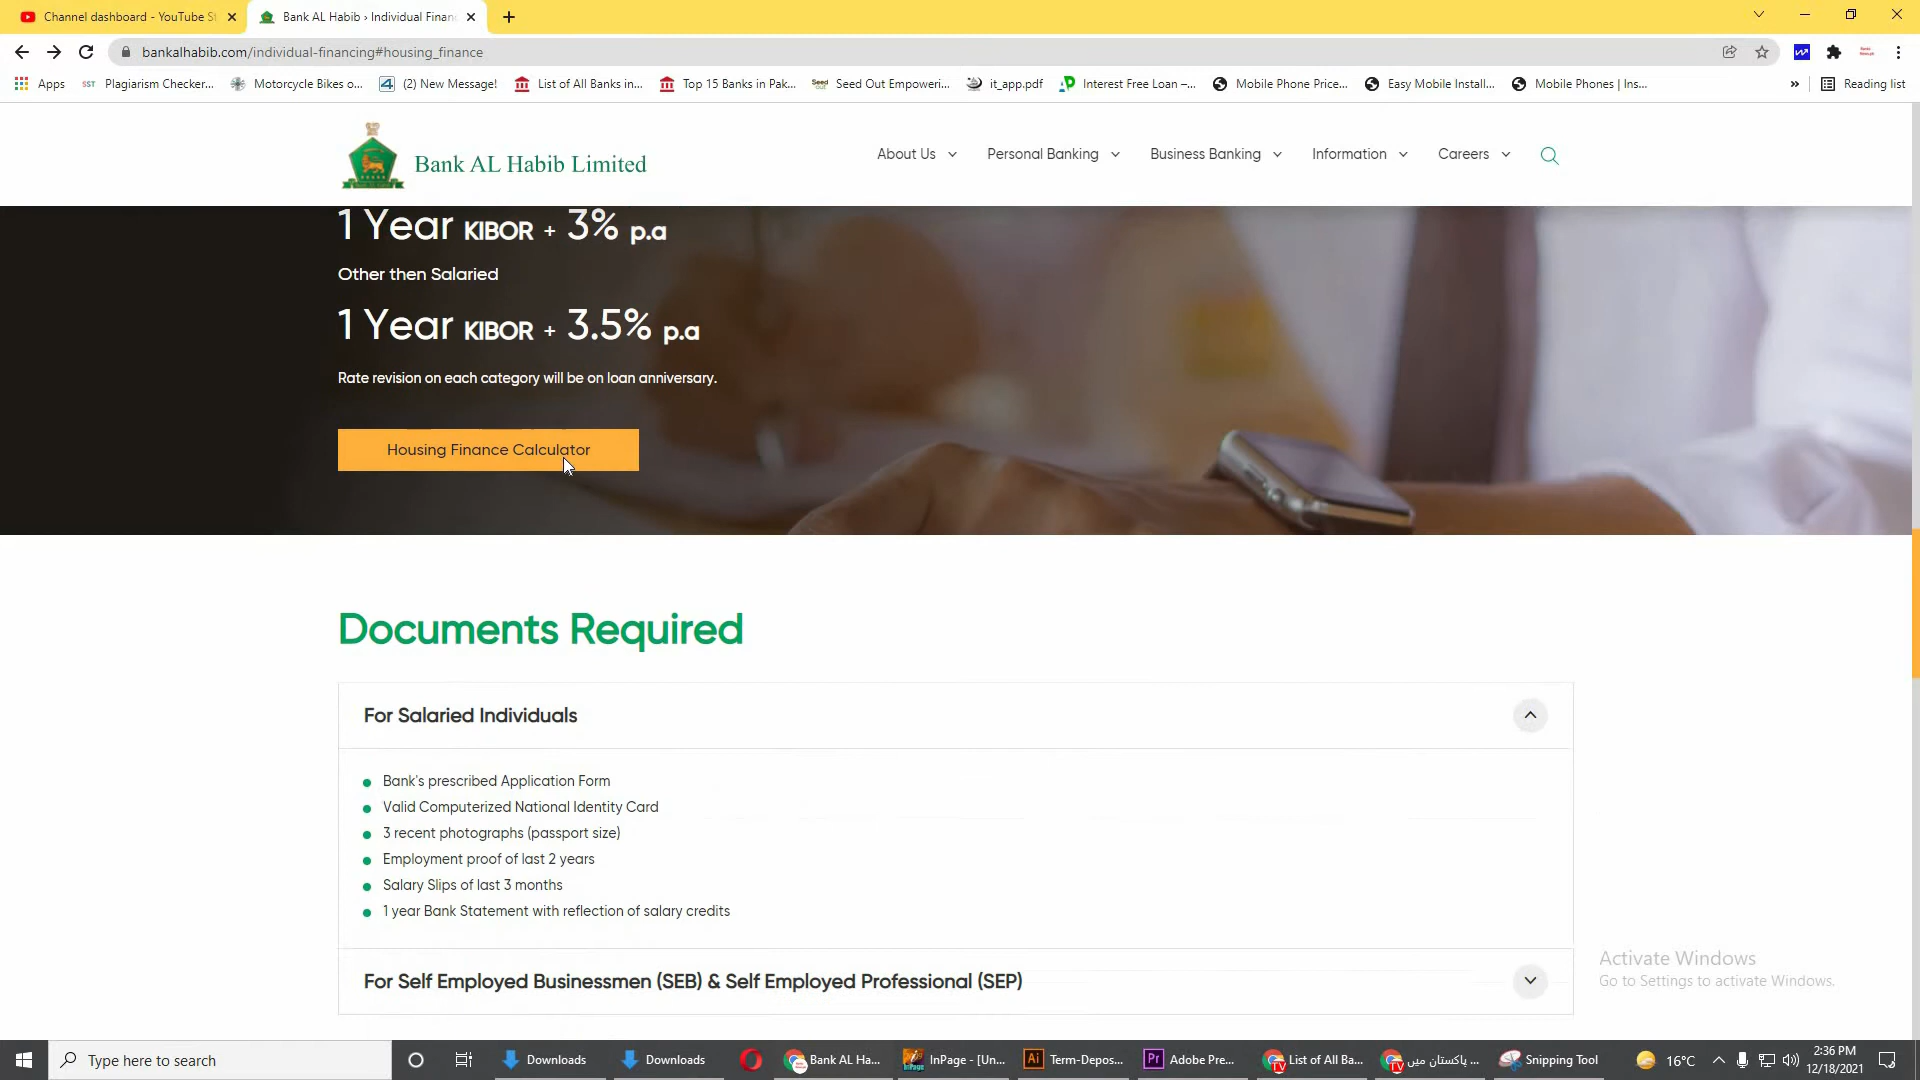 Channel dashboard - YouTube St
Bank AL Habib › Individual Financ
bankalhabib.com/individual-financing#housing_finance
Apps
SST Plagiarism Checker...
Motorcycle Bikes o...
(2) New Message!
List of All Banks in...
Top 15 Banks in Pak...
Seed Out Empoweri...
it_app.pdf
Interest Free Loan –...
Mobile Phone Price...
Easy Mobile Install...
Mobile Phones | Ins...
»
Reading list
Bank AL Habib Limited
About Us
Personal Banking
Business Banking
Information
Careers
1 Year KIBOR + 3% p.a
Other then Salaried
1 Year KIBOR + 3.5% p.a
Rate revision on each category will be on loan anniversary.
Housing Finance Calculator
Documents Required
For Salaried Individuals
Bank's prescribed Application Form
Valid Computerized National Identity Card
3 recent photographs (passport size)
Employment proof of last 2 years
Salary Slips of last 3 months
1 year Bank Statement with reflection of salary credits
For Self Employed Businessmen (SEB) & Self Employed Professional (SEP)
Activate Windows
Go to Settings to activate Windows.
Type here to search
Downloads
Downloads
Bank AL Ha...
InPage - [Un...
Ai Term-Depos...
Pr Adobe Pre...
TV List of All Ba...
TV پاکستان میں ...
Snipping Tool
16°C
2:36 PM
12/18/2021